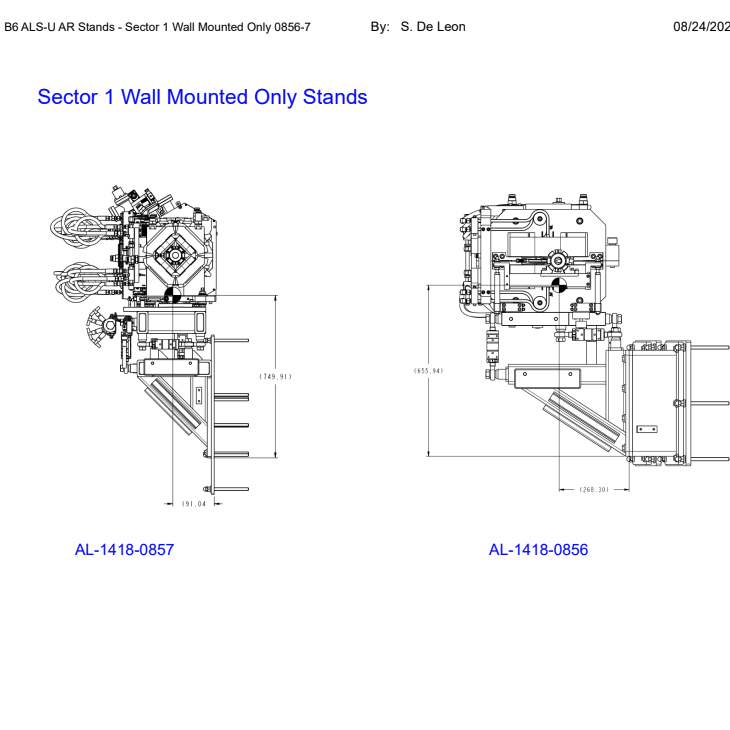 B6 ALS-U AR Stands - Sector 1 Wall Mounted Only 0856-7 By: S. De Leon 08/24/202
Sector 1 Wall Mounted Only Stands
(749.91)
191.04
(655.94)
(268.30)
AL-1418-0857
AL-1418-0856